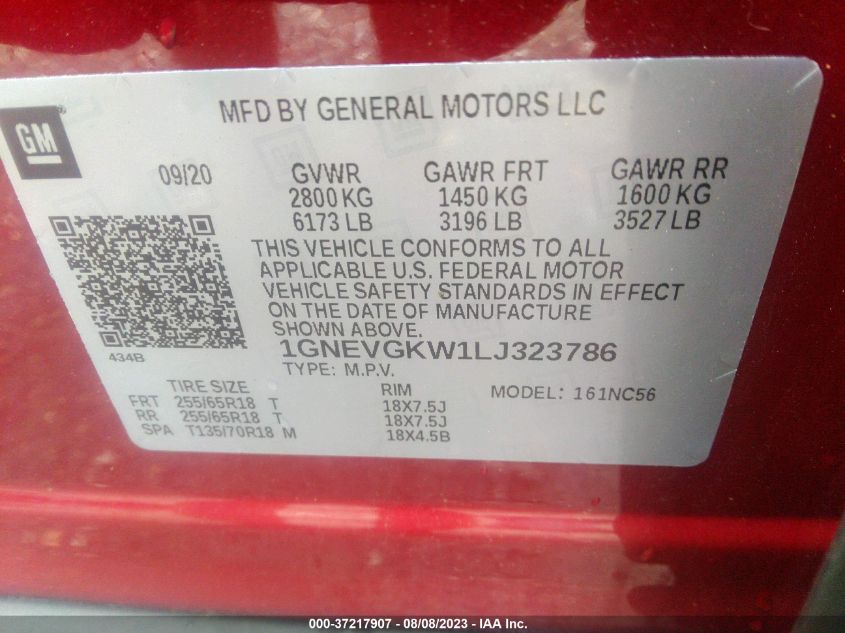 MFD BY GENERAL MOTORS LLC
GM
09/20
GVWR GAWR FRT GAWR RR
2800 KG 1450 KG 1600 KG
6173 LB 3196 LB 3527 LB
THIS VEHICLE CONFORMS TO ALL
APPLICABLE U.S. FEDERAL MOTOR
VEHICLE SAFETY STANDARDS IN EFFECT
ON THE DATE OF MANUFACTURE
SHOWN ABOVE.
434B
1GNEVGKW1LJ323786
TYPE: M.P.V.
TIRE SIZE RIM MODEL: 161NC56
FRT 255/65R18 T 18X7.5J
RR 255/65R18 T 18X7.5J
SPA T135/70R18 M 18X4.5B
000-37217907 - 08/08/2023 - IAA Inc.